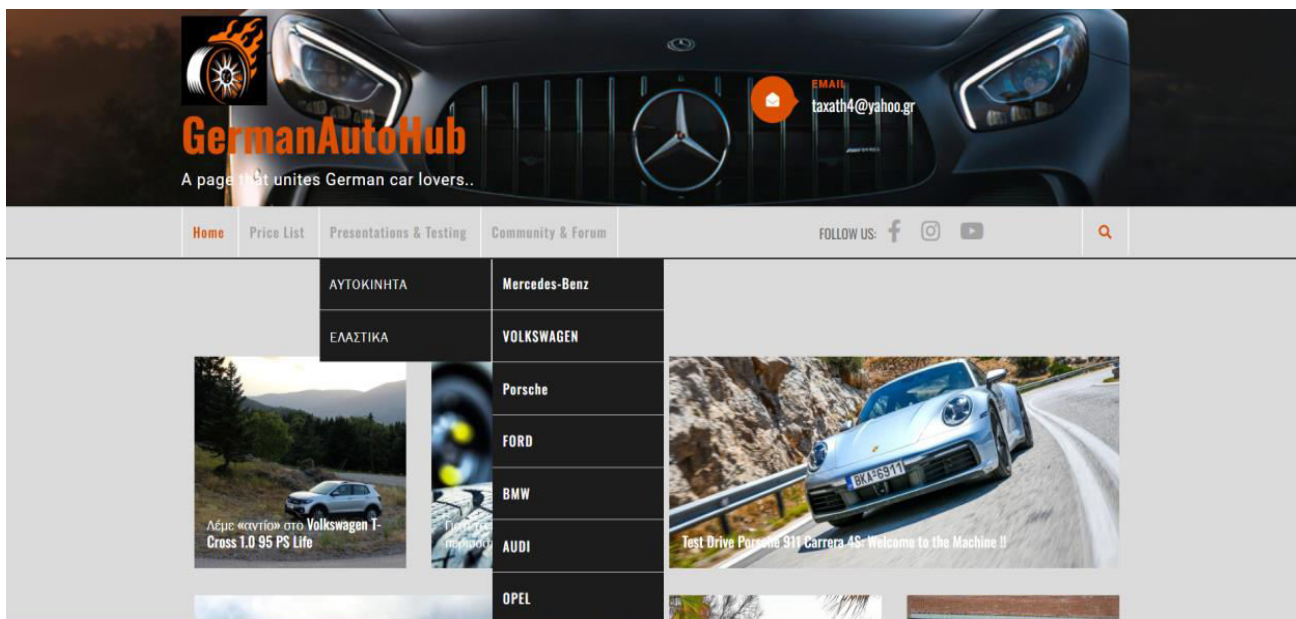 EMAIL
taxath4@yahoo.gr
GermanAutoHub
A page that unites German car lovers..
Home
Price List
Presentations & Testing
Community & Forum
FOLLOW US:
ΑΥΤΟΚΙΝΗΤΑ
ΕΛΑΣΤΙΚΑ
Mercedes-Benz
VOLKSWAGEN
Porsche
FORD
BMW
AUDI
OPEL
Λέμε «αντίο» στο Volkswagen T-
Cross 1.0 95 PS Life
BKA·6911
Test Drive Porsche 911 Carrera 4S: Welcome to the Machine !!